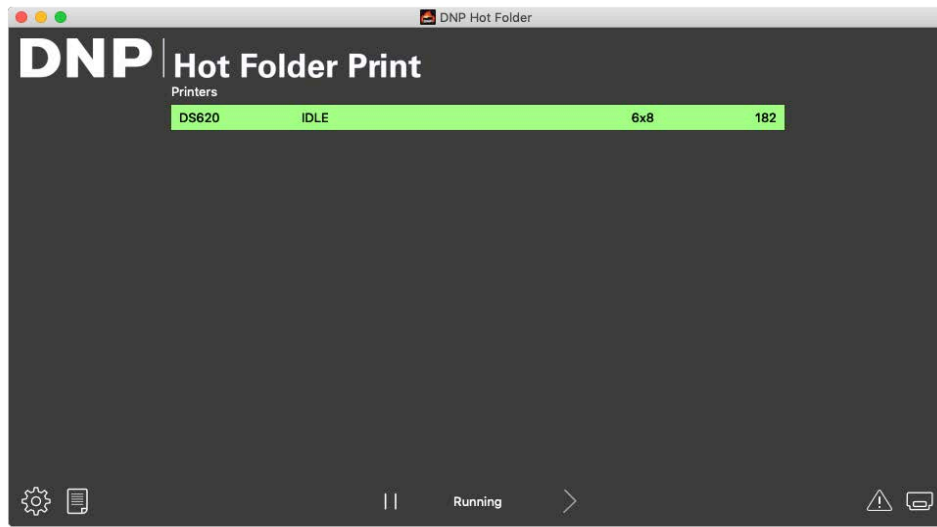 DNP Hot Folder
DNP Hot Folder Print
Printers
DS620 IDLE 6x8 182
Running